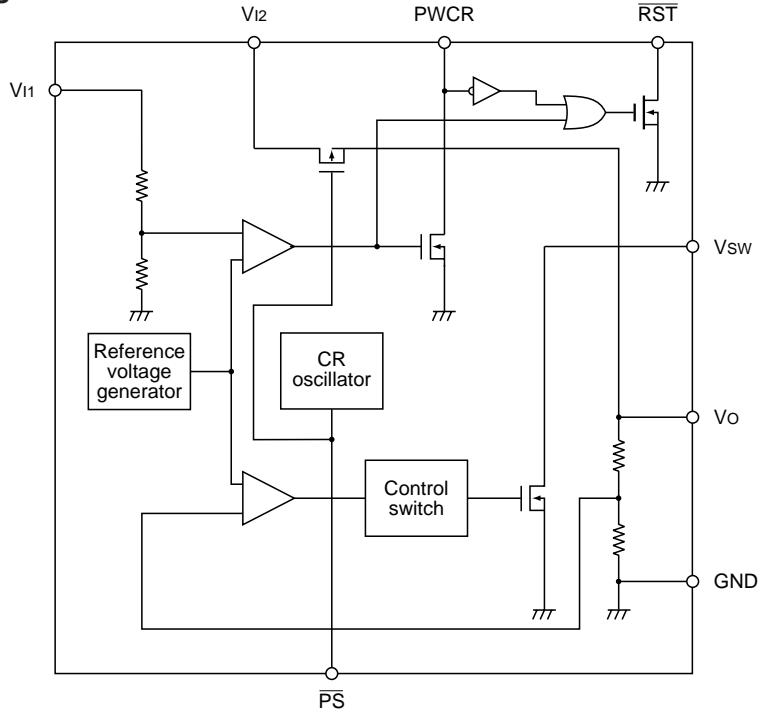 VI2
PWCR
RST
VI1
VSW
Reference
voltage
generator
CR
oscillator
VO
Control
switch
GND
PS